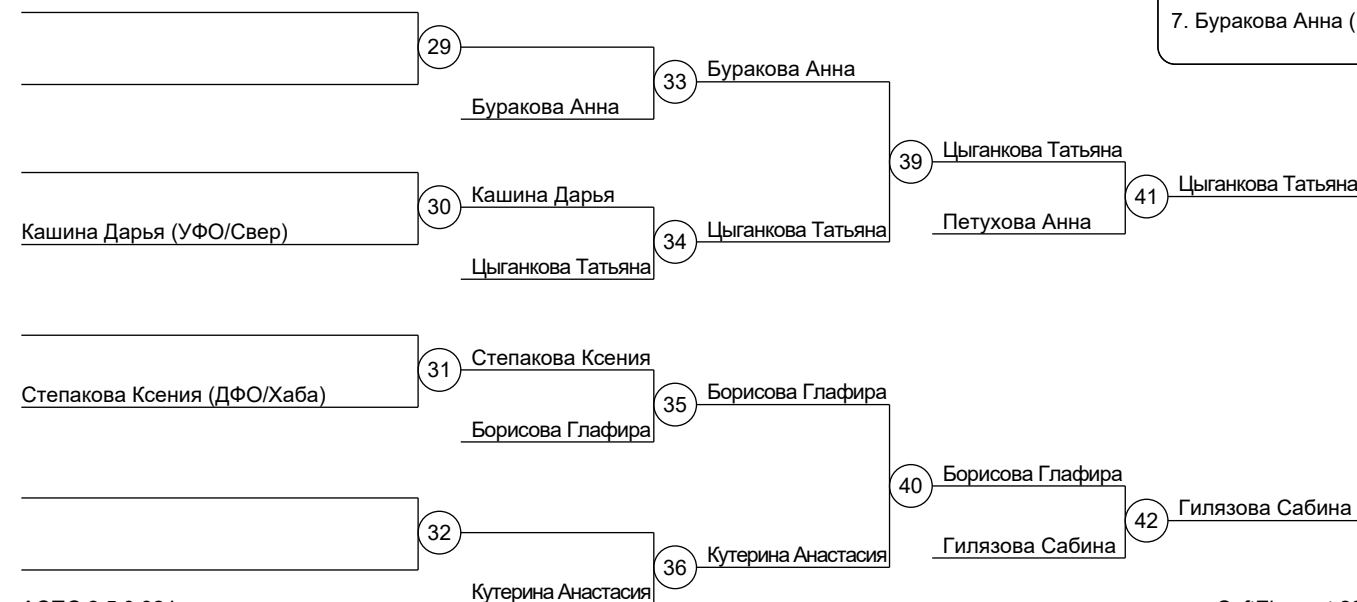 7. Буракова Анна (
29
Буракова Анна
33
Буракова Анна
39
Цыганкова Татьяна
Кашина Дарья (УФО/Свер)
30
Кашина Дарья
Цыганкова Татьяна
34
Цыганкова Татьяна
Петухова Анна
41
Цыганкова Татьяна
Степакова Ксения (ДФО/Хаба)
31
Степакова Ксения
Борисова Глафира
35
Борисова Глафира
40
Борисова Глафира
32
Кутерина Анастасия
36
Кутерина Анастасия
Гилязова Сабина
42
Гилязова Сабина